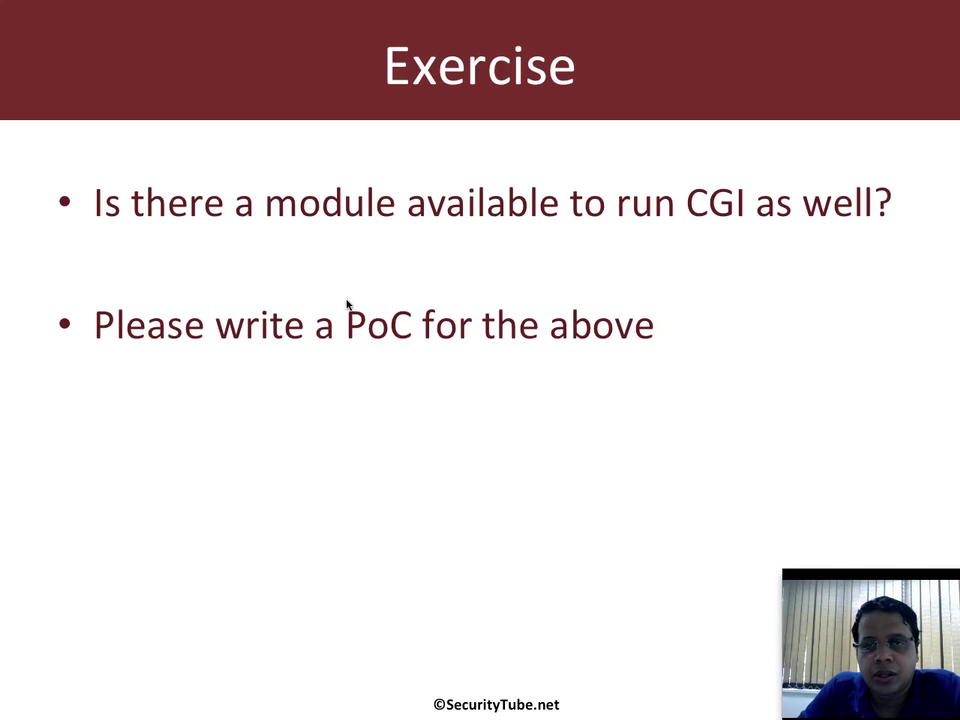 Exercise
• Is there a module available to run CGI as well?
• Please write a PoC for the above
©SecurityTube.net